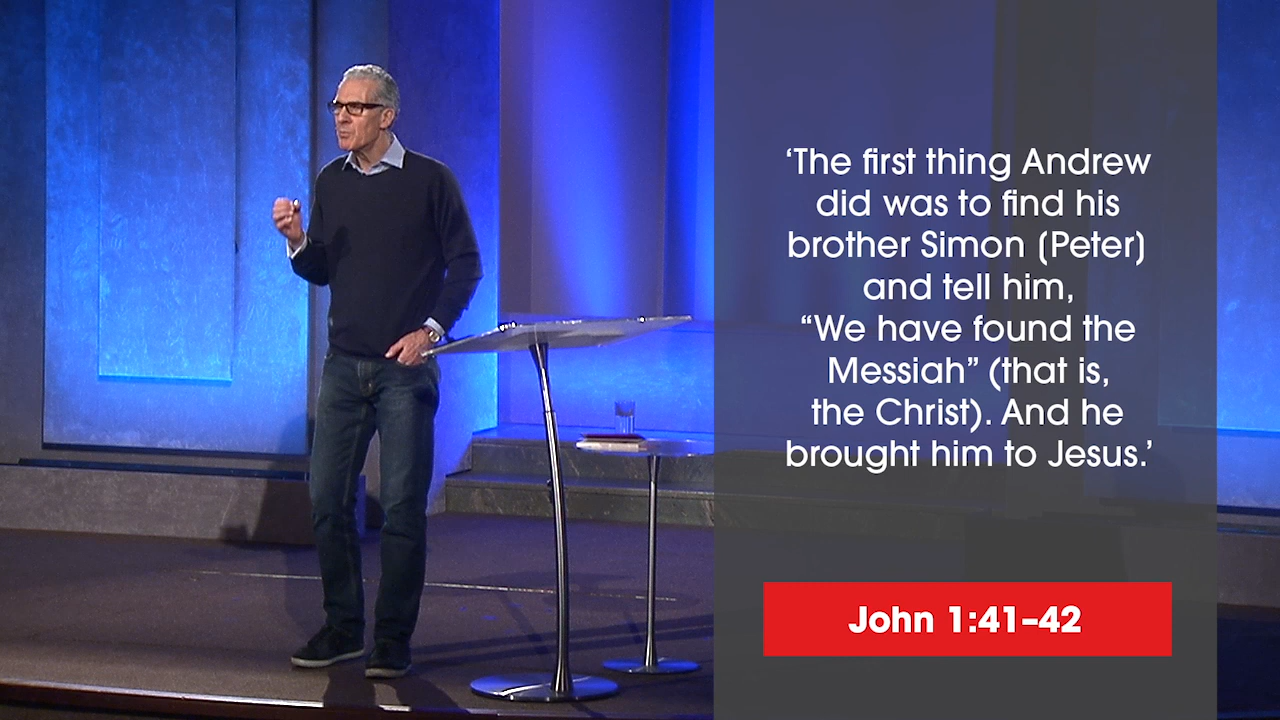 ‘The first thing Andrew
did was to find his
brother Simon (Peter)
and tell him,
“We have found the
Messiah” (that is,
the Christ). And he
brought him to Jesus.’
John 1:41–42